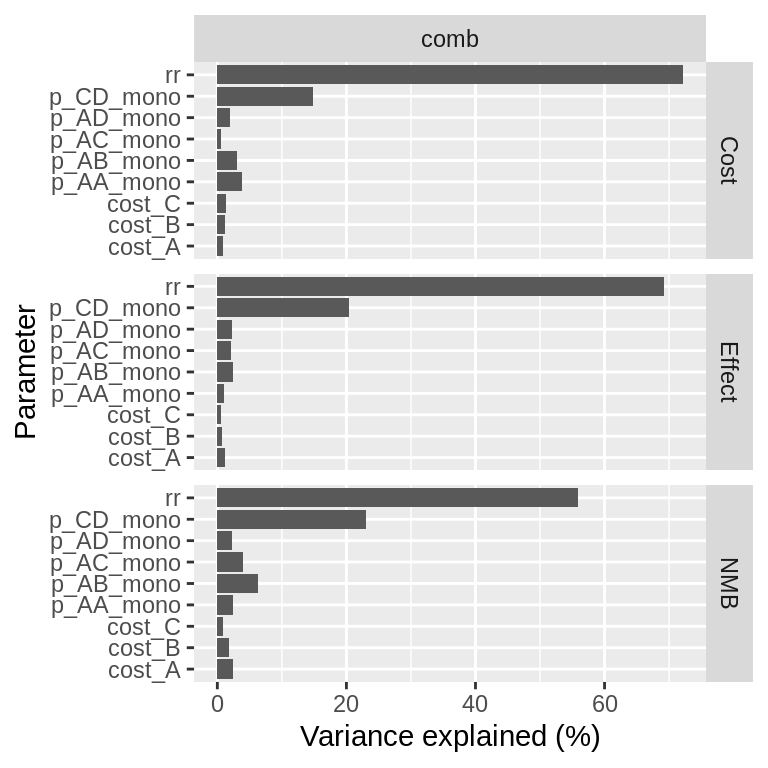 comb
rr
p_CD_mono
p_AD_mono
p_AC_mono
p_AB_mono
p_AA_mono
cost_C
cost_B
cost_A
Cost
rr
p_CD_mono
p_AD_mono
p_AC_mono
p_AB_mono
p_AA_mono
cost_C
cost_B
cost_A
Effect
rr
p_CD_mono
p_AD_mono
p_AC_mono
p_AB_mono
p_AA_mono
cost_C
cost_B
cost_A
NMB
Parameter
0 20 40 60
Variance explained (%)